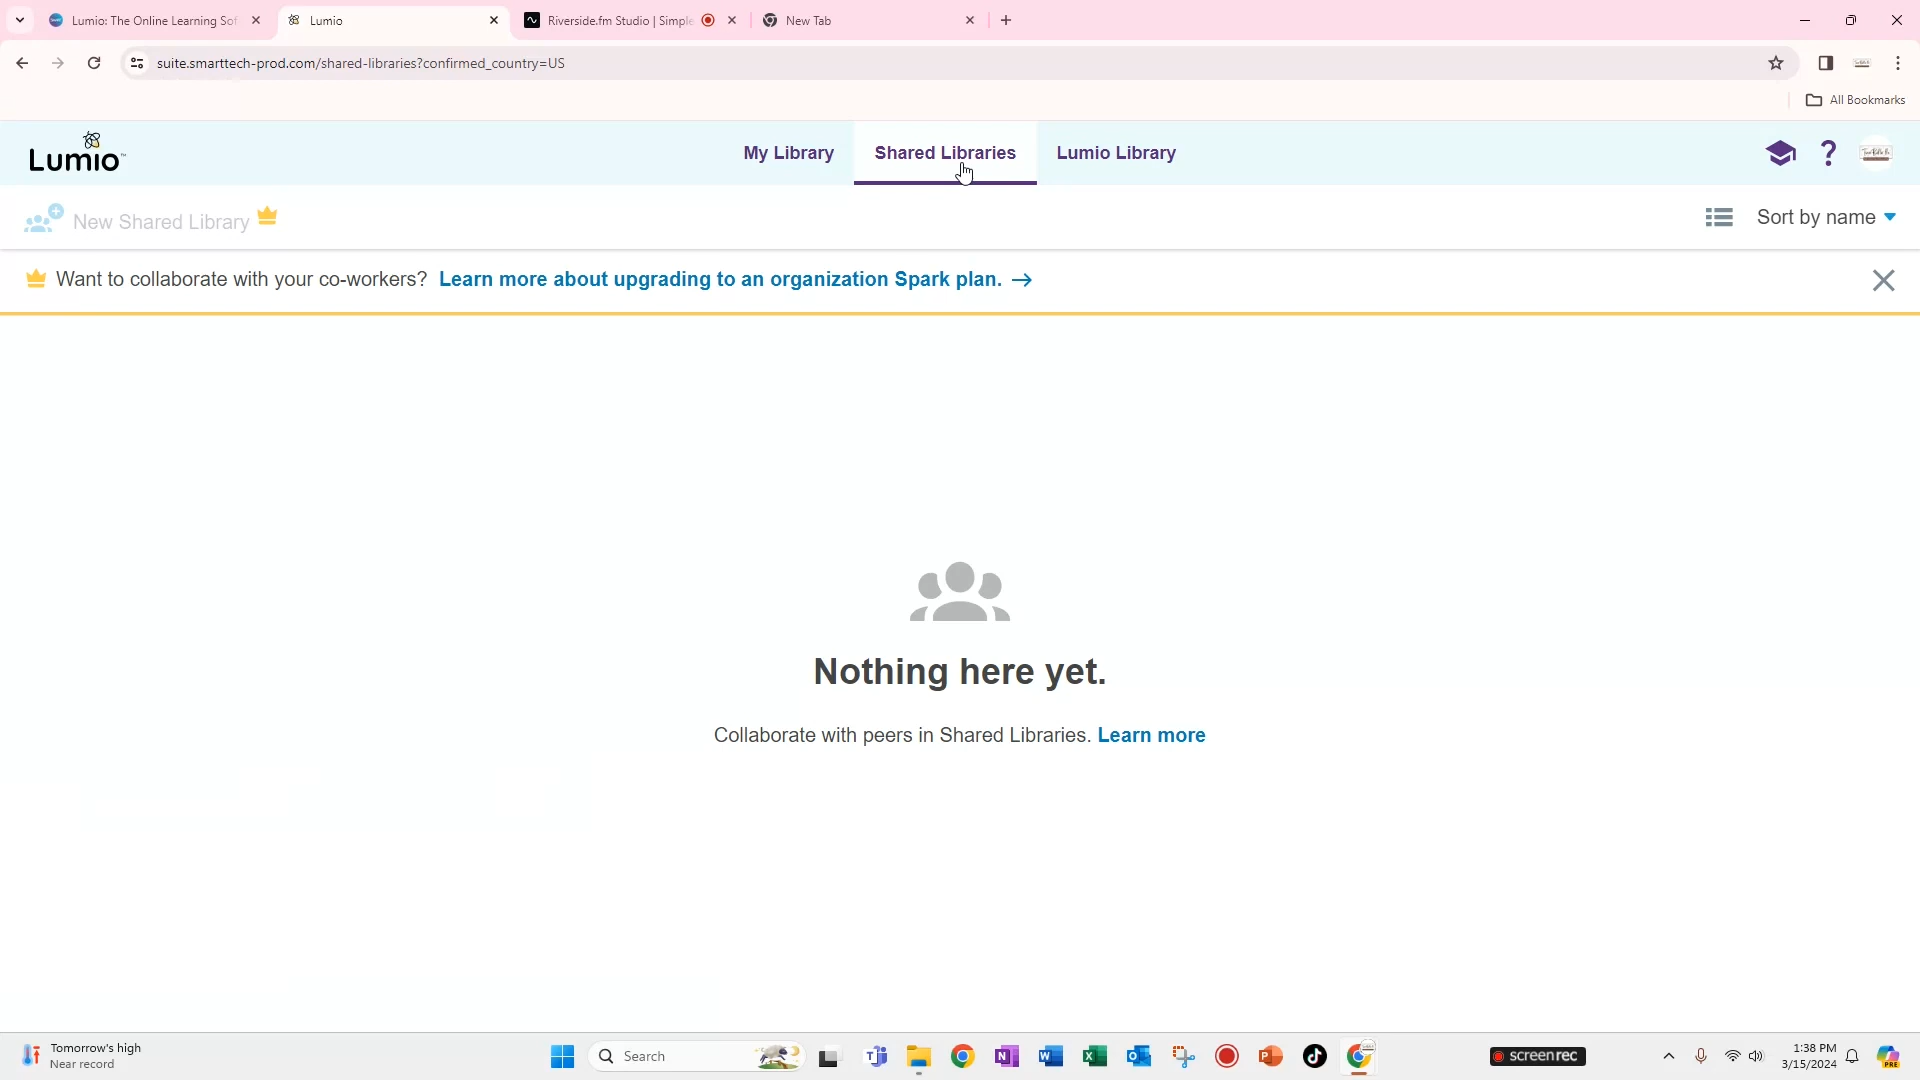 Lumio: The Online Learning Sof
Lumio
Riverside.fm Studio | Simple
New Tab
suite.smarttech-prod.com/shared-libraries?confirmed_country=US
All Bookmarks
Lumio
My Library
Shared Libraries
Lumio Library
?
New Shared Library
Sort by name
Want to collaborate with your co-workers? Learn more about upgrading to an organization Spark plan. →
Nothing here yet.
Collaborate with peers in Shared Libraries. Learn more
Tomorrow's high
Near record
Search
screenrec
1:38 PM
3/15/2024
PRE